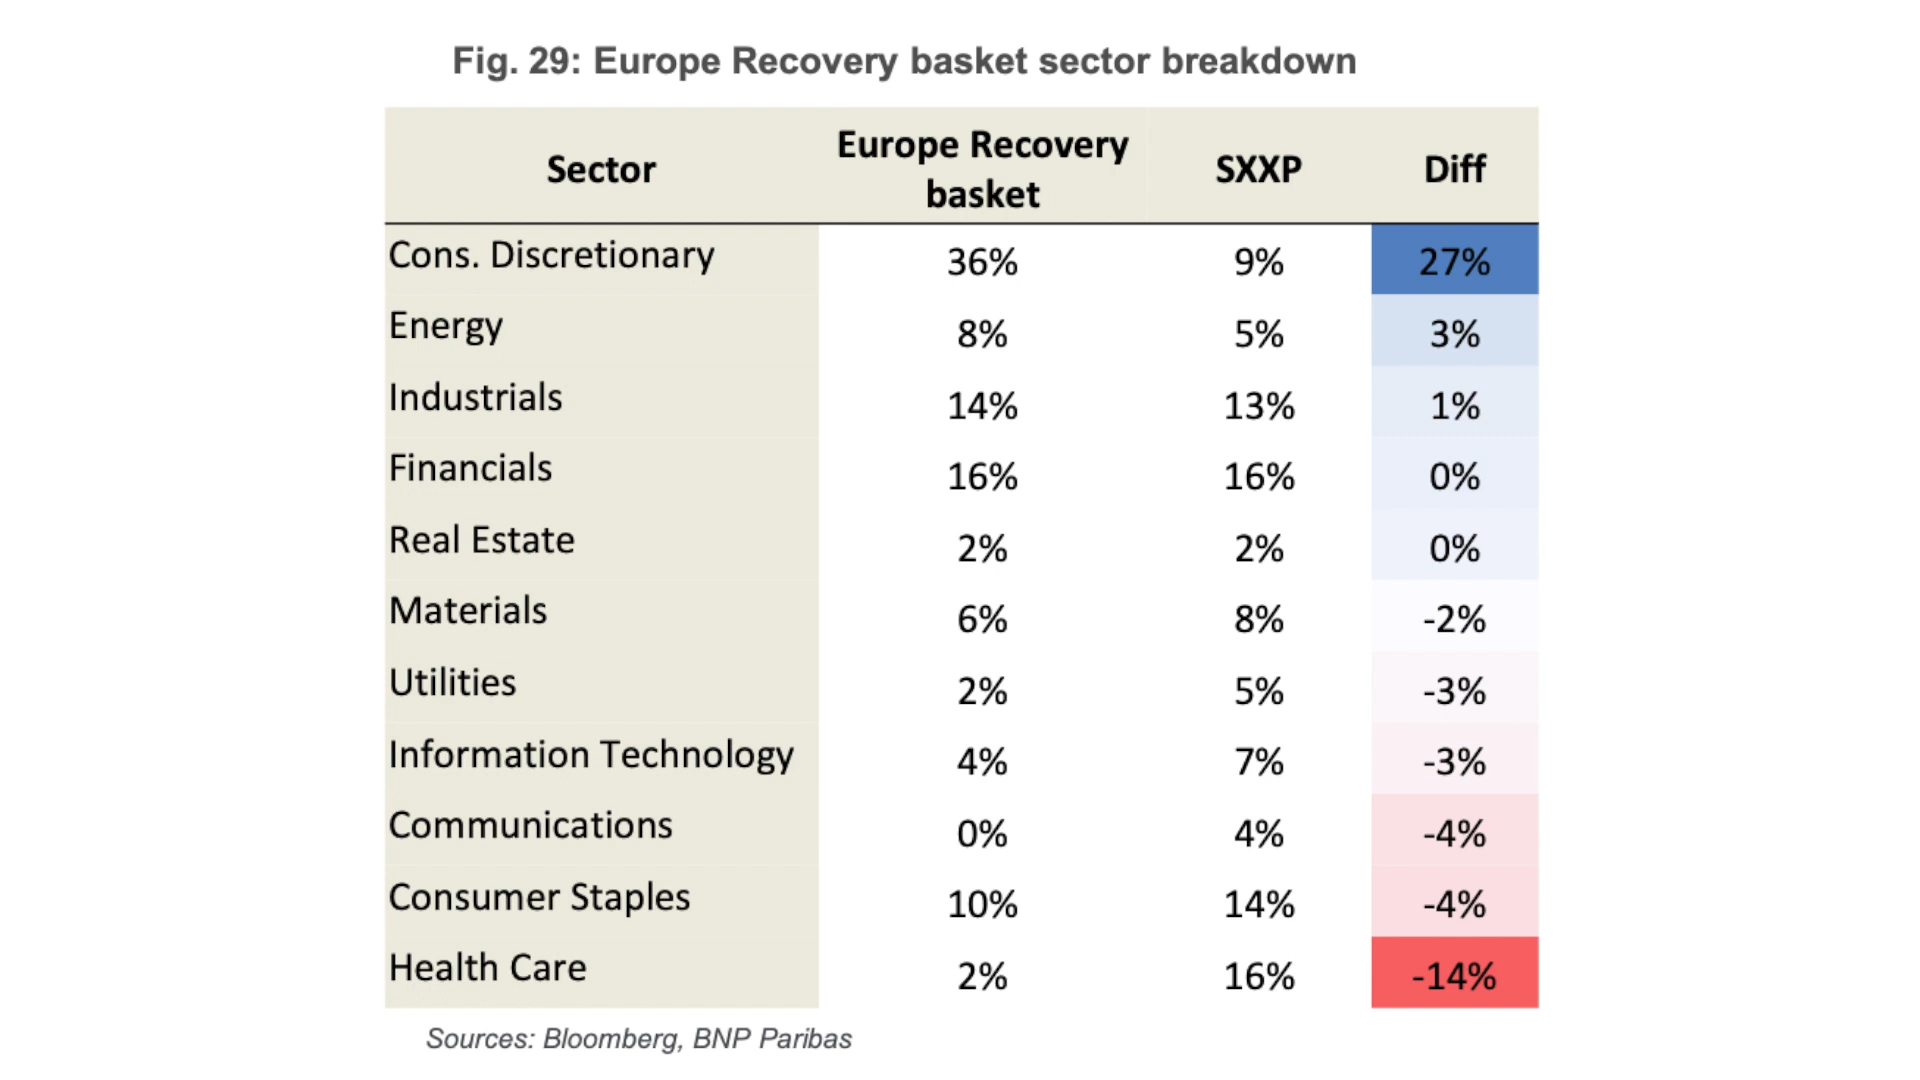 Fig. 29: Europe Recovery basket sector breakdown
Sector Europe Recovery basket SXXP Diff
Cons. Discretionary 36% 9% 27%
Energy 8% 5% 3%
Industrials 14% 13% 1%
Financials 16% 16% 0%
Real Estate 2% 2% 0%
Materials 6% 8% -2%
Utilities 2% 5% -3%
Information Technology 4% 7% -3%
Communications 0% 4% -4%
Consumer Staples 10% 14% -4%
Health Care 2% 16% -14%
Sources: Bloomberg, BNP Paribas